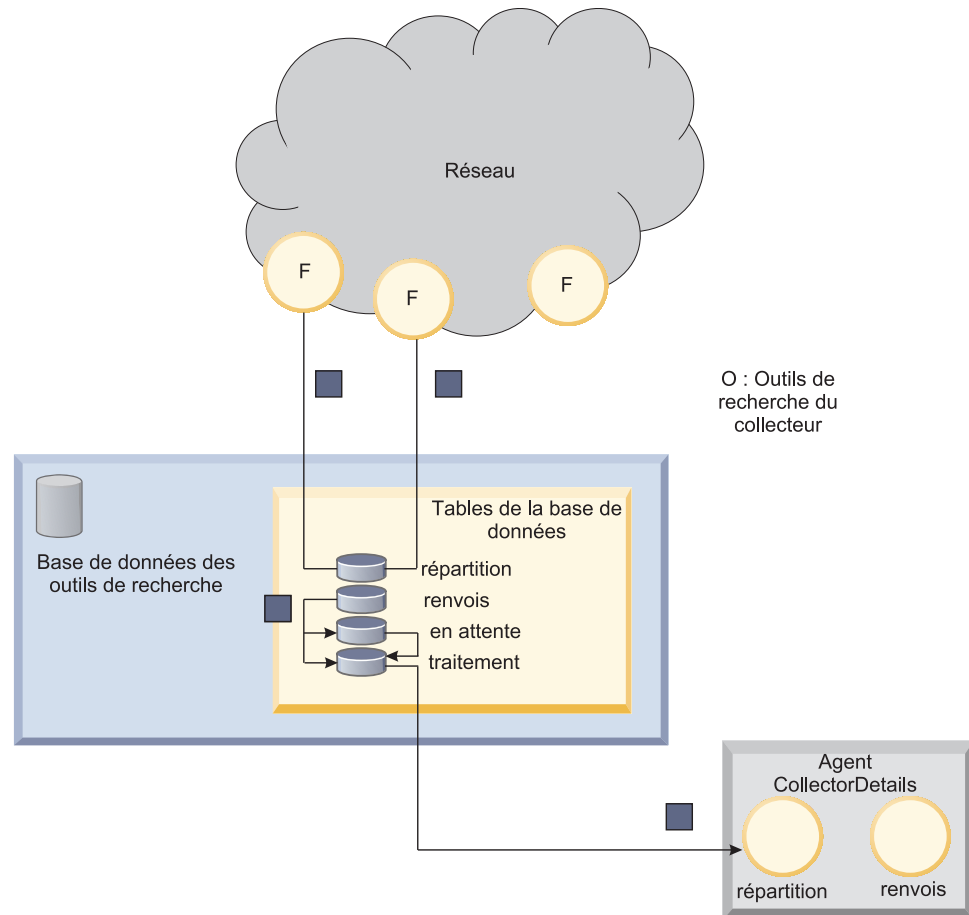 Réseau
F
F
F
O : Outils de
recherche du
collecteur
Tables de la base de
données
Base de données des
outils de recherche
répartition
renvois
en attente
traitement
Agent
CollectorDetails
répartition
renvois